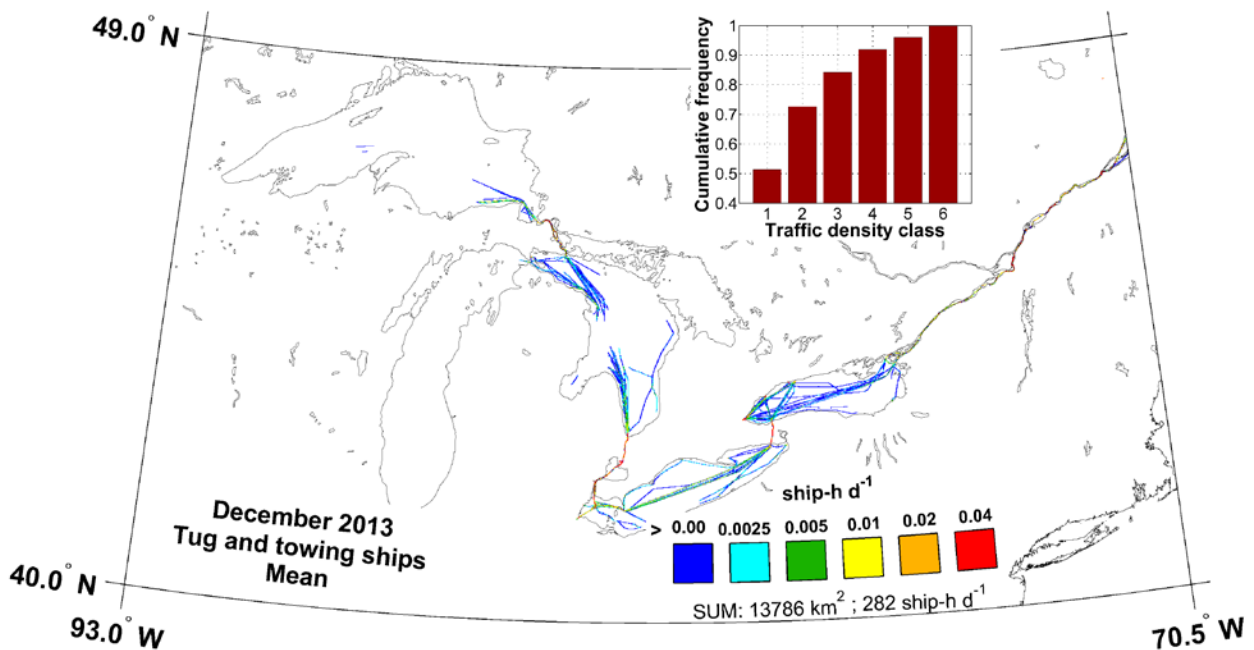 49.0° N
Cumulative frequency
1
0.9
0.8
0.7
0.6
0.5
0.4
1 2 3 4 5 6
Traffic density class
December 2013
Tug and towing ships
Mean
ship-h d⁻¹
> 0.00 0.0025 0.005 0.01 0.02 0.04
SUM: 13786 km² ; 282 ship-h d⁻¹
40.0° N
93.0° W
70.5° W